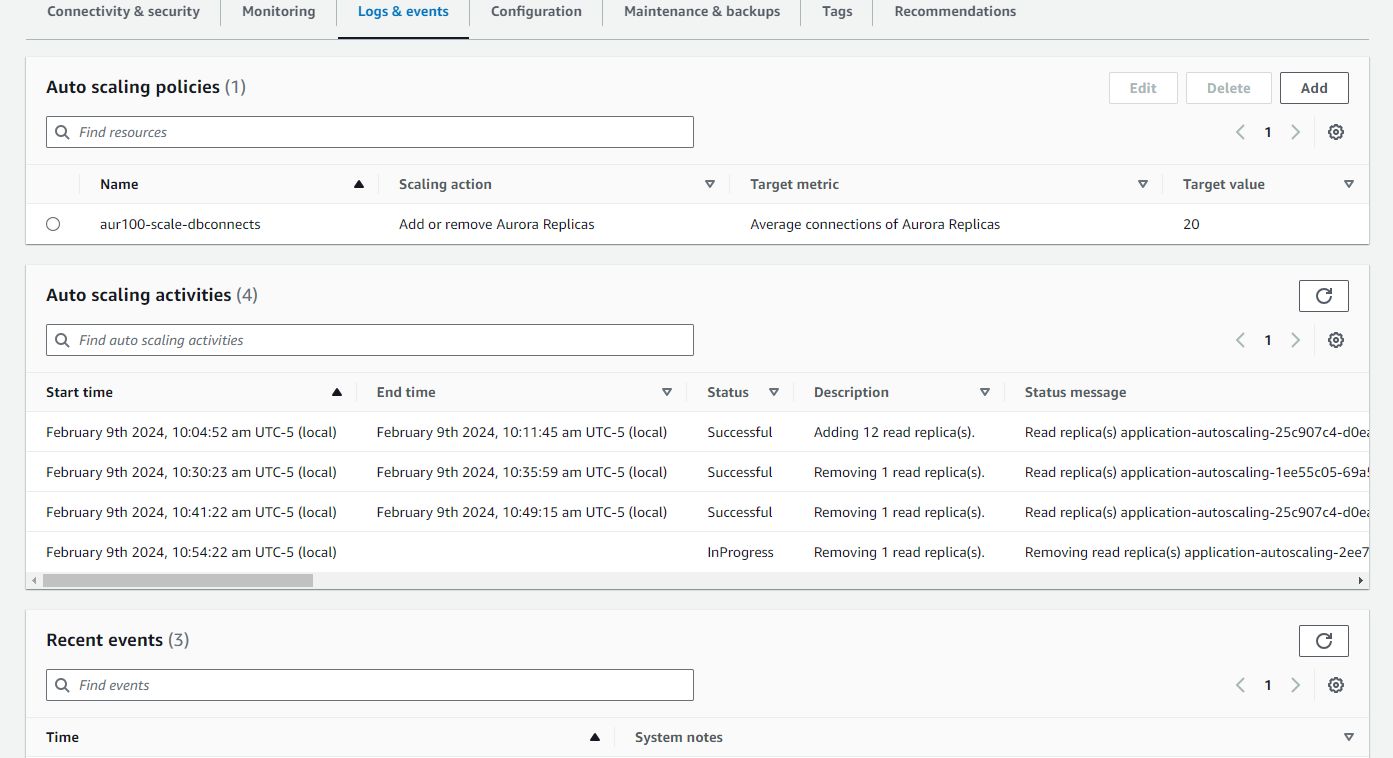 Connectivity & security Monitoring Logs & events Configuration Maintenance & backups Tags Recommendations
Auto scaling policies (1) Edit Delete Add
Find resources 1
Name Scaling action Target metric Target value
aur100-scale-dbconnects Add or remove Aurora Replicas Average connections of Aurora Replicas 20
Auto scaling activities (4)
Find auto scaling activities 1
Start time End time Status Description Status message
February 9th 2024, 10:04:52 am UTC-5 (local) February 9th 2024, 10:11:45 am UTC-5 (local) Successful Adding 12 read replica(s). Read replica(s) application-autoscaling-25c907c4-d0ea
February 9th 2024, 10:30:23 am UTC-5 (local) February 9th 2024, 10:35:59 am UTC-5 (local) Successful Removing 1 read replica(s). Read replica(s) application-autoscaling-1ee55c05-69a5
February 9th 2024, 10:41:22 am UTC-5 (local) February 9th 2024, 10:49:15 am UTC-5 (local) Successful Removing 1 read replica(s). Read replica(s) application-autoscaling-25c907c4-d0ea
February 9th 2024, 10:54:22 am UTC-5 (local) InProgress Removing 1 read replica(s). Removing read replica(s) application-autoscaling-2ee7
Recent events (3)
Find events 1
Time System notes